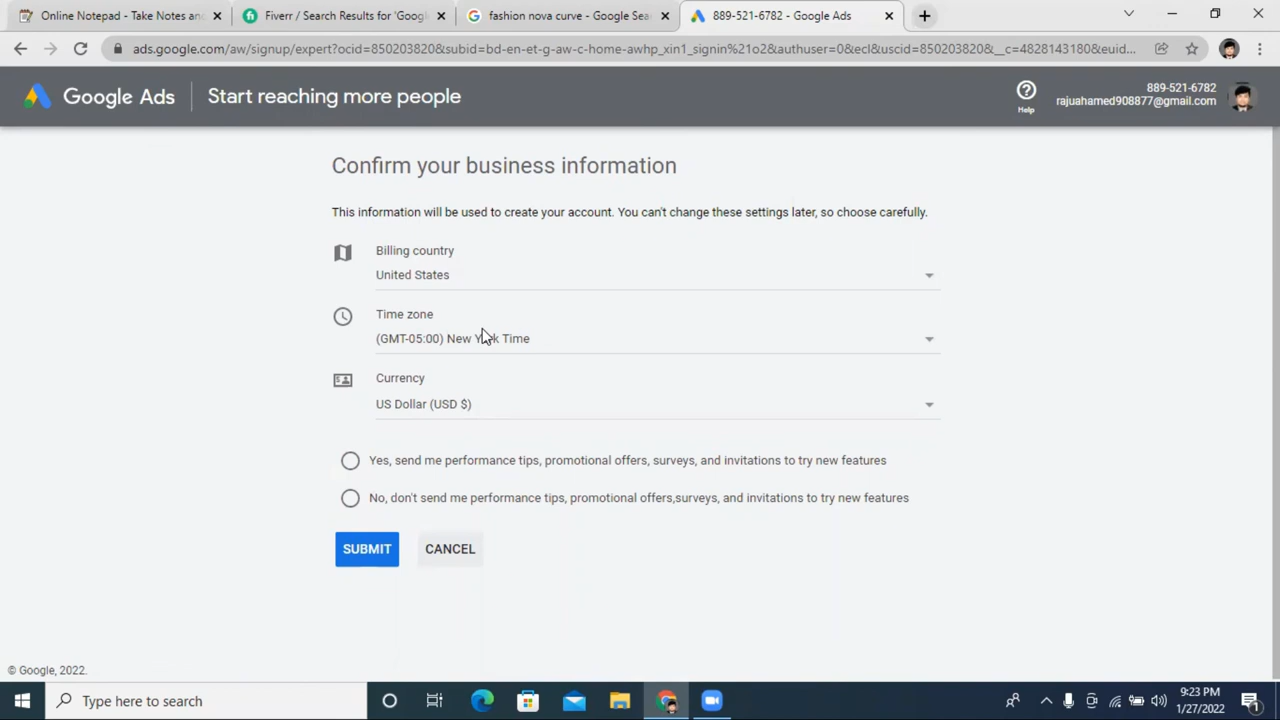 Online Notepad - Take Notes and
Fiverr / Search Results for 'Googl
fashion nova curve - Google Sear
889-521-6782 - Google Ads
ads.google.com/aw/signup/expert?ocid=850203820&subid=bd-en-et-g-aw-c-home-awhp_xin1_signin%21o2&authuser=0&ecl&uscid=850203820&__c=4828143180&euid...
Google Ads
Start reaching more people
Help
889-521-6782
rajuahamed908877@gmail.com
Confirm your business information
This information will be used to create your account. You can't change these settings later, so choose carefully.
Billing country
United States
Time zone
(GMT-05:00) New York Time
Currency
US Dollar (USD $)
Yes, send me performance tips, promotional offers, surveys, and invitations to try new features
No, don't send me performance tips, promotional offers,surveys, and invitations to try new features
SUBMIT
CANCEL
© Google, 2022.
Type here to search
9:23 PM
1/27/2022
1